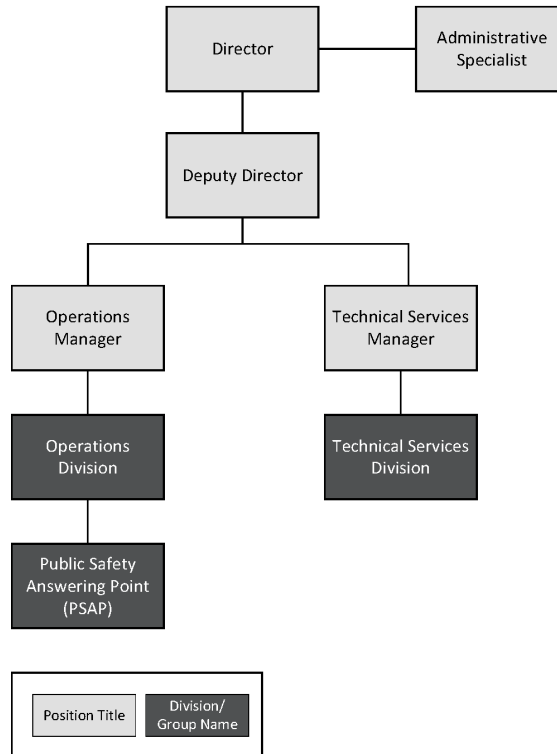 Director
Administrative
Specialist
Deputy Director
Operations
Manager
Technical Services
Manager
Operations
Division
Technical Services
Division
Public Safety
Answering Point
(PSAP)
Position Title
Division/
Group Name